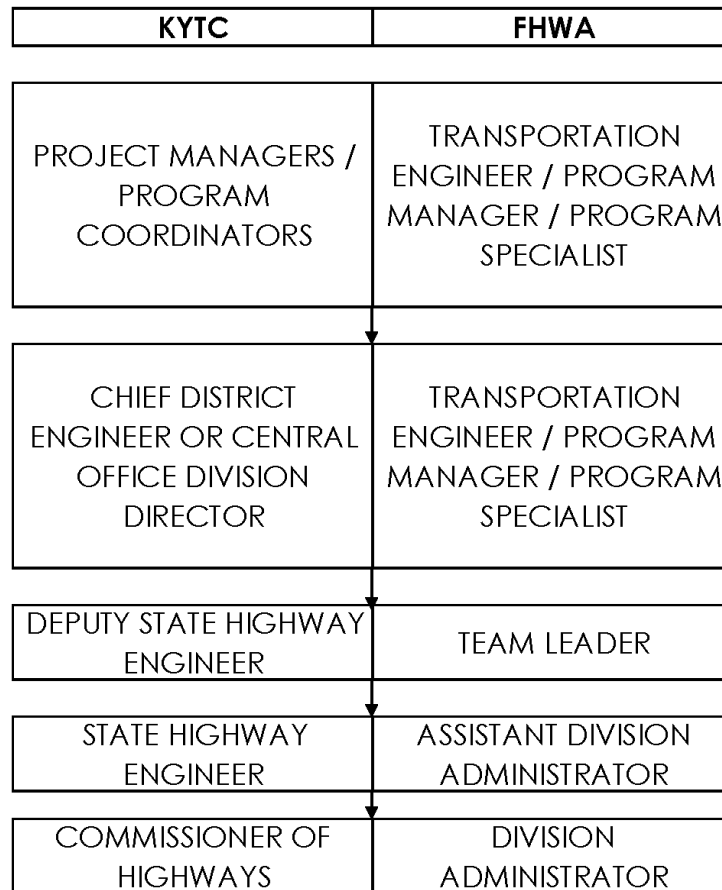 KYTC
FHWA
PROJECT MANAGERS /
PROGRAM
COORDINATORS
TRANSPORTATION
ENGINEER / PROGRAM
MANAGER / PROGRAM
SPECIALIST
CHIEF DISTRICT
ENGINEER OR CENTRAL
OFFICE DIVISION
DIRECTOR
TRANSPORTATION
ENGINEER / PROGRAM
MANAGER / PROGRAM
SPECIALIST
DEPUTY STATE HIGHWAY
ENGINEER
TEAM LEADER
STATE HIGHWAY
ENGINEER
ASSISTANT DIVISION
ADMINISTRATOR
COMMISSIONER OF
HIGHWAYS
DIVISION
ADMINISTRATOR